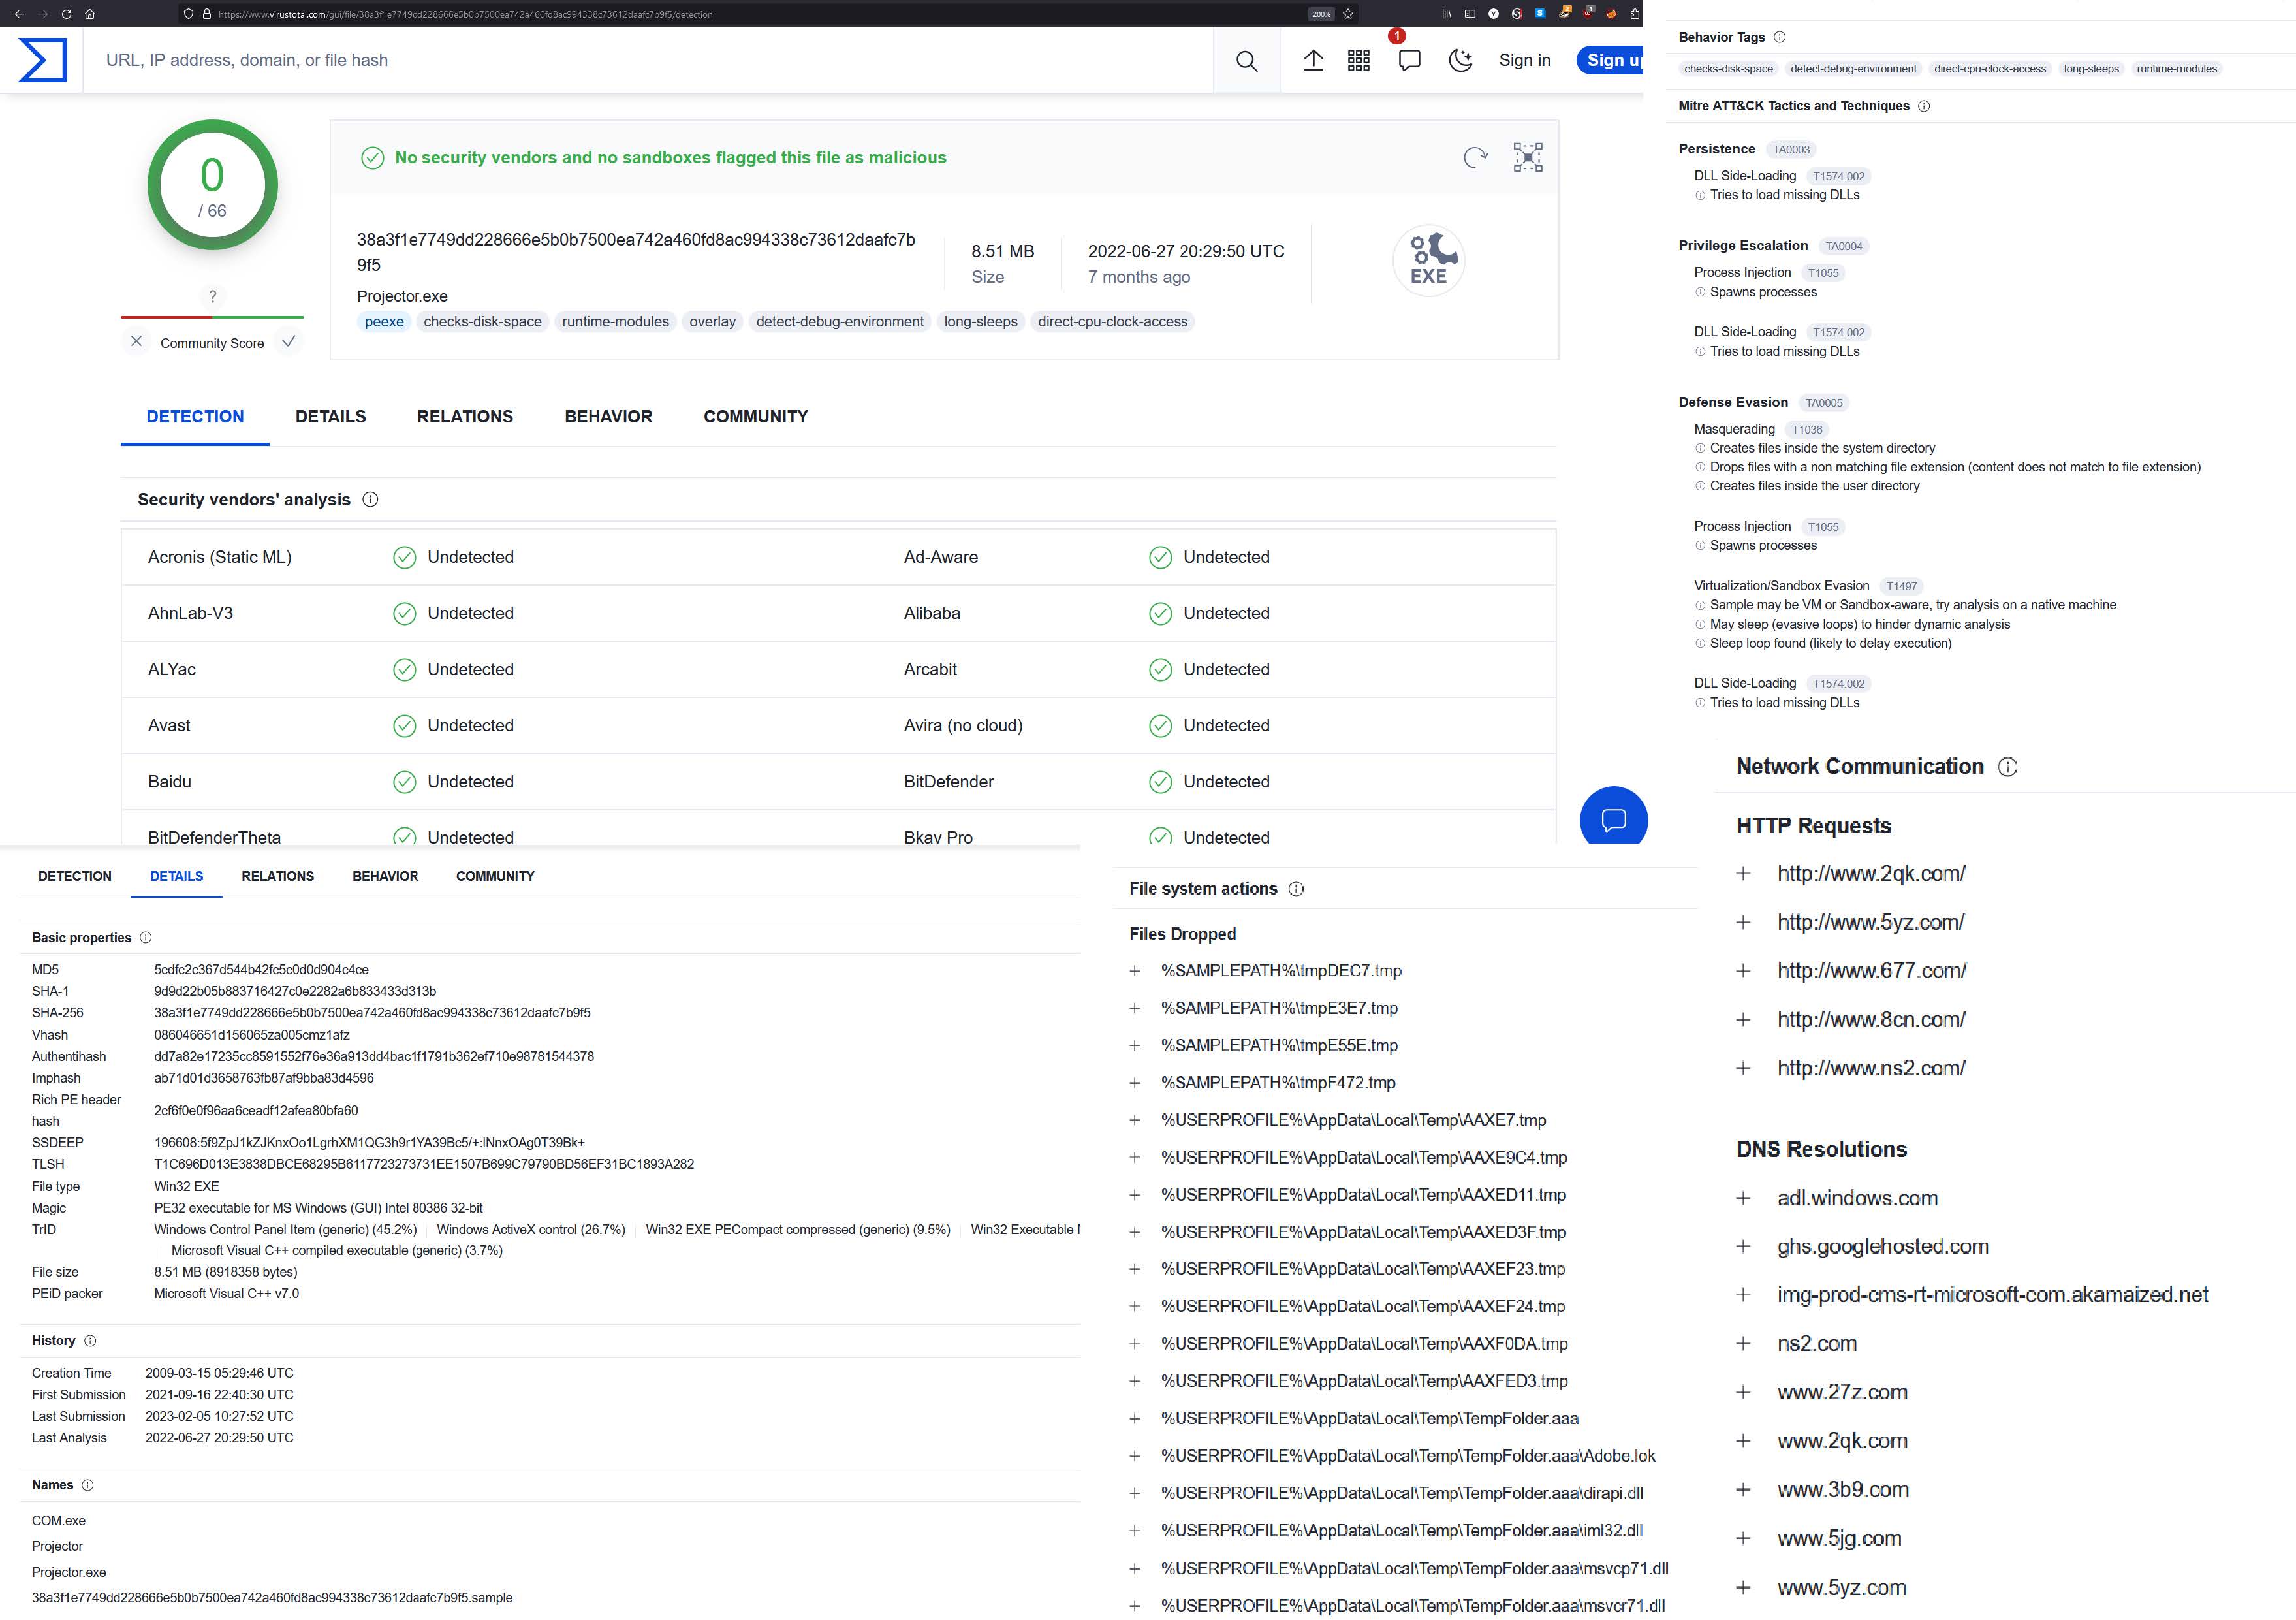 https://www.virustotal.com/gui/file/38a3f1e7749cd228666e5b0b7500ea742a460fd8ac994338c73612daafc7b9f5/detection
200%
URL, IP address, domain, or file hash
1
Sign in
Sign up
0
/ 66
?
Community Score
No security vendors and no sandboxes flagged this file as malicious
38a3f1e7749dd228666e5b0b7500ea742a460fd8ac994338c73612daafc7b
9f5
Projector.exe
8.51 MB
Size
2022-06-27 20:29:50 UTC
7 months ago
EXE
peexe checks-disk-space runtime-modules overlay detect-debug-environment long-sleeps direct-cpu-clock-access
DETECTION DETAILS RELATIONS BEHAVIOR COMMUNITY
Security vendors' analysis
Acronis (Static ML) Undetected Ad-Aware Undetected
AhnLab-V3 Undetected Alibaba Undetected
ALYac Undetected Arcabit Undetected
Avast Undetected Avira (no cloud) Undetected
Baidu Undetected BitDefender Undetected
BitDefenderTheta Undetected Bkav Pro Undetected
DETECTION DETAILS RELATIONS BEHAVIOR COMMUNITY
Basic properties
MD5 5cdfc2c367d544b42fc5c0d0d904c4ce
SHA-1 9d9d22b05b883716427c0e2282a6b833433d313b
SHA-256 38a3f1e7749dd228666e5b0b7500ea742a460fd8ac994338c73612daafc7b9f5
Vhash 086046651d156065za005cmz1afz
Authentihash dd7a82e17235cc8591552f76e36a913dd4bac1f1791b362ef710e98781544378
Imphash ab71d01d3658763fb87af9bba83d4596
Rich PE header
hash
2cf6f0e0f96aa6ceadf12afea80bfa60
SSDEEP 196608:5f9ZpJ1kZJKnxOo1LgrhXM1QG3h9r1YA39Bc5/+:lNnxOAg0T39Bk+
TLSH T1C696D013E3838DBCE68295B6117723273731EE1507B699C79790BD56EF31BC1893A282
File type Win32 EXE
Magic PE32 executable for MS Windows (GUI) Intel 80386 32-bit
TrID Windows Control Panel Item (generic) (45.2%) Windows ActiveX control (26.7%) Win32 EXE PECompact compressed (generic) (9.5%) Win32 Executable
Microsoft Visual C++ compiled executable (generic) (3.7%)
File size 8.51 MB (8918358 bytes)
PEiD packer Microsoft Visual C++ v7.0
History
Creation Time 2009-03-15 05:29:46 UTC
First Submission 2021-09-16 22:40:30 UTC
Last Submission 2023-02-05 10:27:52 UTC
Last Analysis 2022-06-27 20:29:50 UTC
Names
COM.exe
Projector
Projector.exe
38a3f1e7749dd228666e5b0b7500ea742a460fd8ac994338c73612daafc7b9f5.sample
File system actions
Files Dropped
+ %SAMPLEPATH%\tmpDEC7.tmp
+ %SAMPLEPATH%\tmpE3E7.tmp
+ %SAMPLEPATH%\tmpE55E.tmp
+ %SAMPLEPATH%\tmpF472.tmp
+ %USERPROFILE%\AppData\Local\Temp\AAXE7.tmp
+ %USERPROFILE%\AppData\Local\Temp\AAXE9C4.tmp
+ %USERPROFILE%\AppData\Local\Temp\AAXED11.tmp
+ %USERPROFILE%\AppData\Local\Temp\AAXED3F.tmp
+ %USERPROFILE%\AppData\Local\Temp\AAXEF23.tmp
+ %USERPROFILE%\AppData\Local\Temp\AAXEF24.tmp
+ %USERPROFILE%\AppData\Local\Temp\AAXF0DA.tmp
+ %USERPROFILE%\AppData\Local\Temp\AAXFED3.tmp
+ %USERPROFILE%\AppData\Local\Temp\TempFolder.aaa
+ %USERPROFILE%\AppData\Local\Temp\TempFolder.aaa\Adobe.lok
+ %USERPROFILE%\AppData\Local\Temp\TempFolder.aaa\dirapi.dll
+ %USERPROFILE%\AppData\Local\Temp\TempFolder.aaa\iml32.dll
+ %USERPROFILE%\AppData\Local\Temp\TempFolder.aaa\msvcp71.dll
+ %USERPROFILE%\AppData\Local\Temp\TempFolder.aaa\msvcr71.dll
Behavior Tags
checks-disk-space detect-debug-environment direct-cpu-clock-access long-sleeps runtime-modules
Mitre ATT&CK Tactics and Techniques
Persistence TA0003
DLL Side-Loading T1574.002
Tries to load missing DLLs
Privilege Escalation TA0004
Process Injection T1055
Spawns processes
DLL Side-Loading T1574.002
Tries to load missing DLLs
Defense Evasion TA0005
Masquerading T1036
Creates files inside the system directory
Drops files with a non matching file extension (content does not match to file extension)
Creates files inside the user directory
Process Injection T1055
Spawns processes
Virtualization/Sandbox Evasion T1497
Sample may be VM or Sandbox-aware, try analysis on a native machine
May sleep (evasive loops) to hinder dynamic analysis
Sleep loop found (likely to delay execution)
DLL Side-Loading T1574.002
Tries to load missing DLLs
Network Communication
HTTP Requests
+ http://www.2qk.com/
+ http://www.5yz.com/
+ http://www.677.com/
+ http://www.8cn.com/
+ http://www.ns2.com/
DNS Resolutions
+ adl.windows.com
+ ghs.googlehosted.com
+ img-prod-cms-rt-microsoft-com.akamaized.net
+ ns2.com
+ www.27z.com
+ www.2qk.com
+ www.3b9.com
+ www.5jg.com
+ www.5yz.com